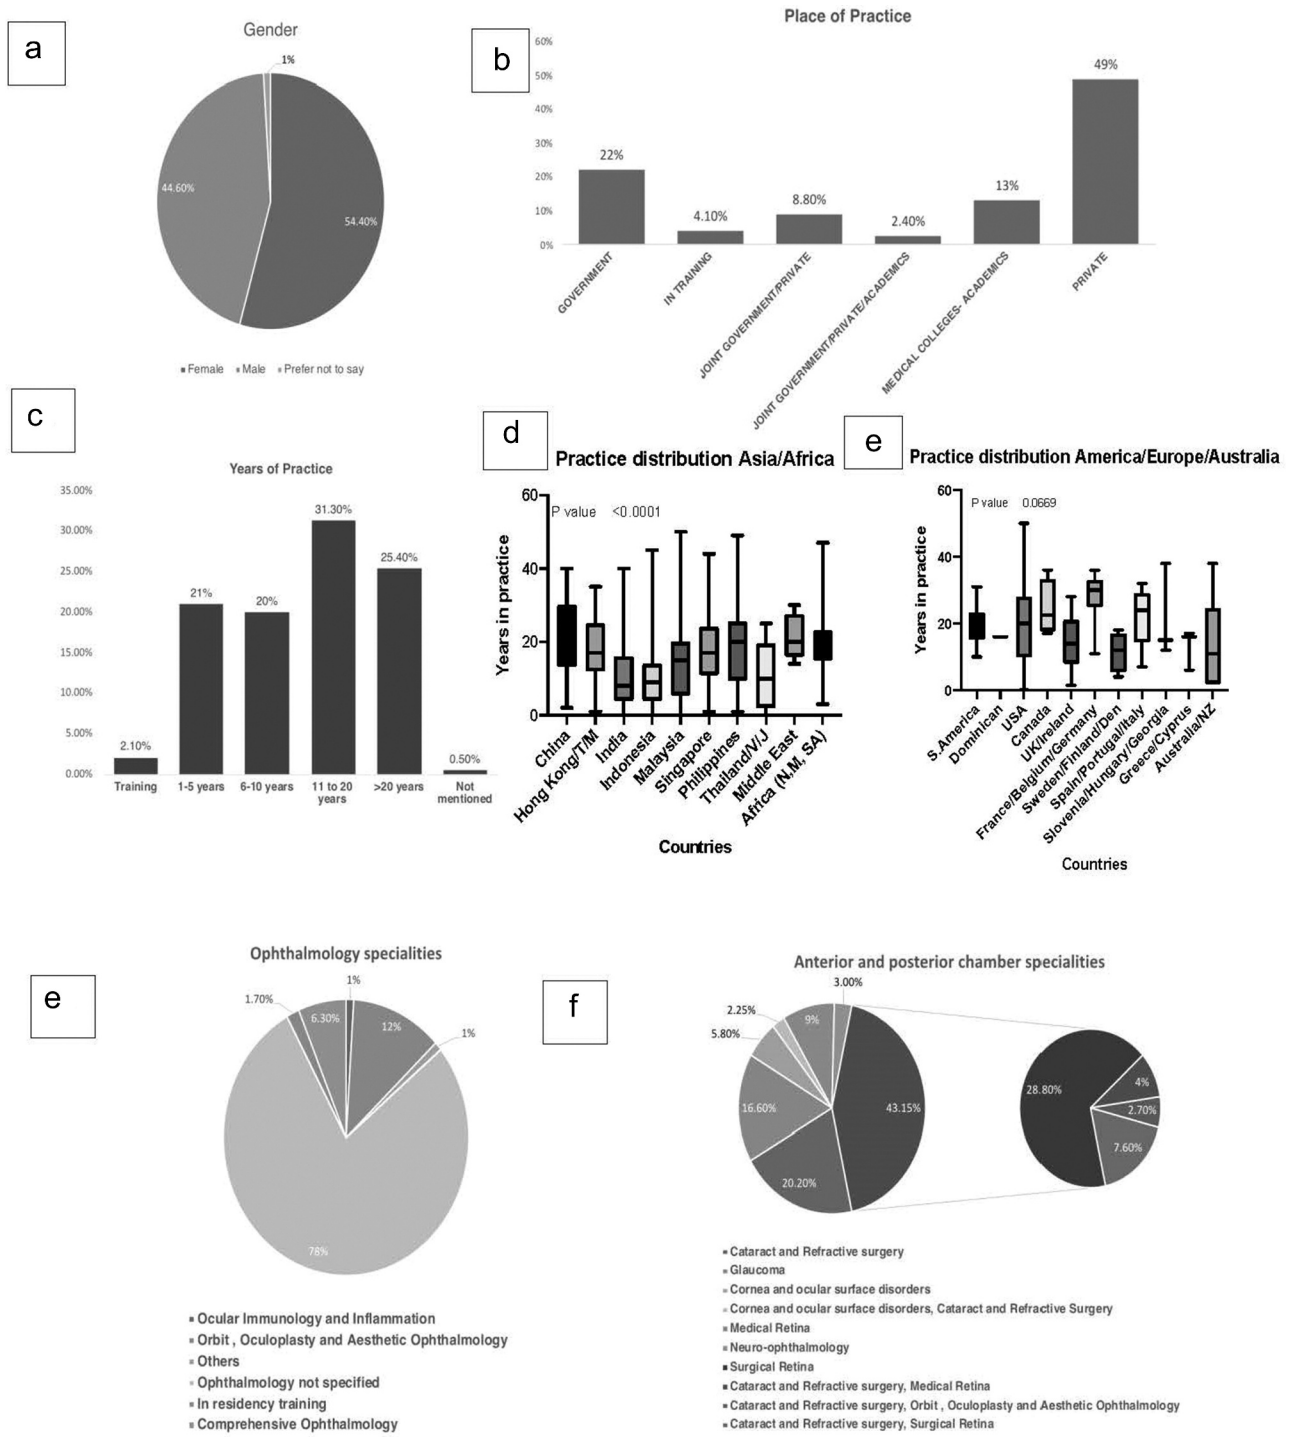 a
Gender
1%
44.60%
54.40%
Female Male Prefer not to say
b
Place of Practice
60%
50%
40%
30%
20%
10%
0%
22%
4.10%
8.80%
2.40%
13%
49%
GOVERNMENT
IN TRAINING
JOINT GOVERNMENT/PRIVATE
JOINT GOVERNMENT/PRIVATE/ACADEMICS
MEDICAL COLLEGES- ACADEMICS
PRIVATE
c
Years of Practice
35.00%
30.00%
25.00%
20.00%
15.00%
10.00%
5.00%
0.00%
2.10%
21%
20%
31.30%
25.40%
0.50%
Training
1-5 years
6-10 years
11 to 20
years
>20 years
Not
mentioned
d
Practice distribution Asia/Africa
P value <0.0001
Years in practice
60
40
20
0
China
Hong Kong/T/M
India
Indonesia
Malaysia
Singapore
Philippines
Thailand/V/J
Middle East
Africa (N,M, SA)
Countries
e
Practice distribution America/Europe/Australia
P value 0.0669
Years in practice
60
40
20
0
S.America
Dominican
USA
Canada
UK/Ireland
France/Belgium/Germany
Sweden/Finland/Den
Spain/Portugal/Italy
Slovenia/Hungary/Georgia
Greece/Cyprus
Australia/NZ
Countries
e
Ophthalmology specialities
1%
1.70%
6.30%
12%
1%
78%
Ocular Immunology and Inflammation
Orbit , Oculoplasty and Aesthetic Ophthalmology
Others
Ophthalmology not specified
In residency training
Comprehensive Ophthalmology
f
Anterior and posterior chamber specialities
3.00%
2.25%
9%
5.80%
16.60%
20.20%
43.15%
28.80%
4%
2.70%
7.60%
Cataract and Refractive surgery
Glaucoma
Cornea and ocular surface disorders
Cornea and ocular surface disorders, Cataract and Refractive Surgery
Medical Retina
Neuro-ophthalmology
Surgical Retina
Cataract and Refractive surgery, Medical Retina
Cataract and Refractive surgery, Orbit , Oculoplasty and Aesthetic Ophthalmology
Cataract and Refractive surgery, Surgical Retina